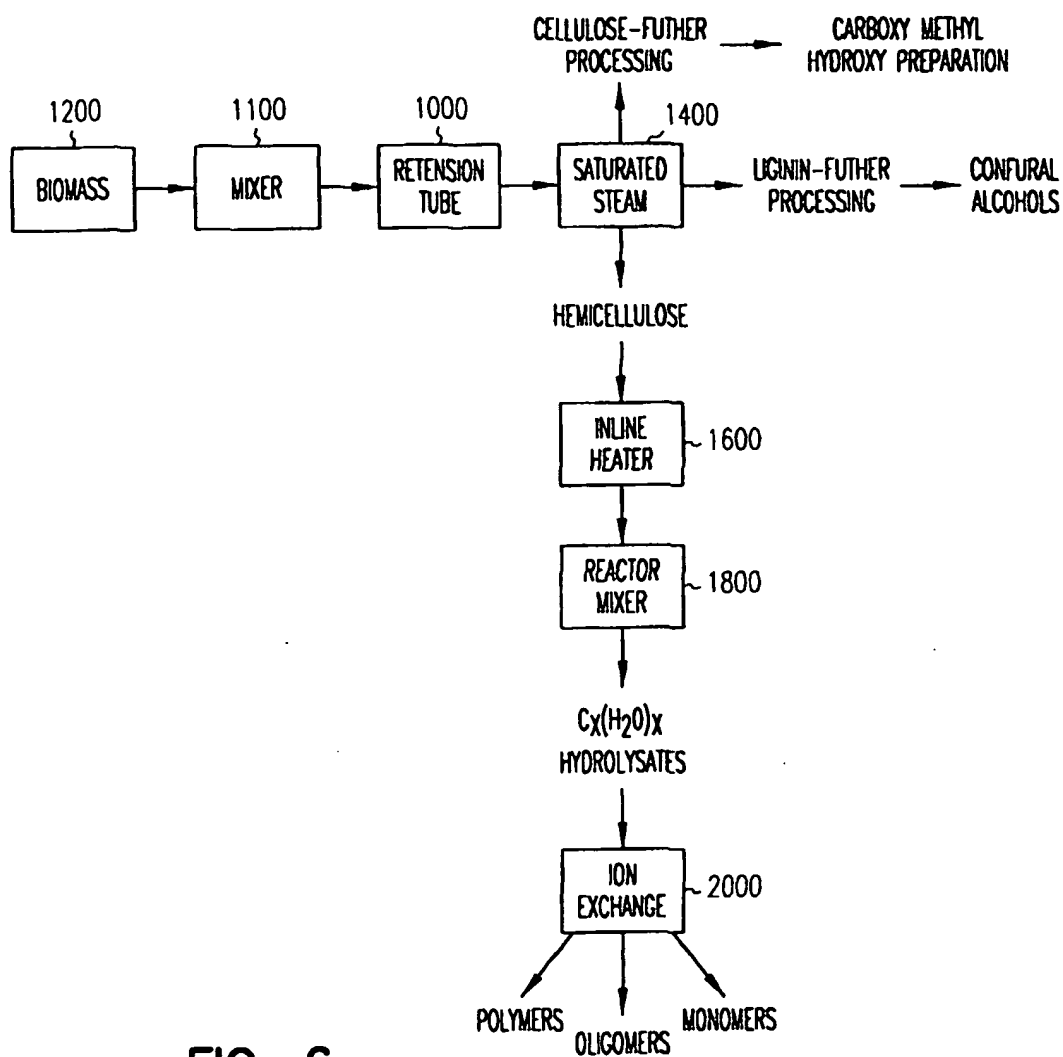 CELLULOSE-FUTHER
PROCESSING
CARBOXY METHYL
HYDROXY PREPARATION
1200
1100
1000
1400
BIOMASS
MIXER
RETENSION
TUBE
SATURATED
STEAM
LIGININ-FUTHER
PROCESSING
CONFURAL
ALCOHOLS
HEMICELLULOSE
INLINE
HEATER
1600
REACTOR
MIXER
1800
CX(H2O)X
HYDROLYSATES
ION
EXCHANGE
2000
POLYMERS
OLIGOMERS
MONOMERS